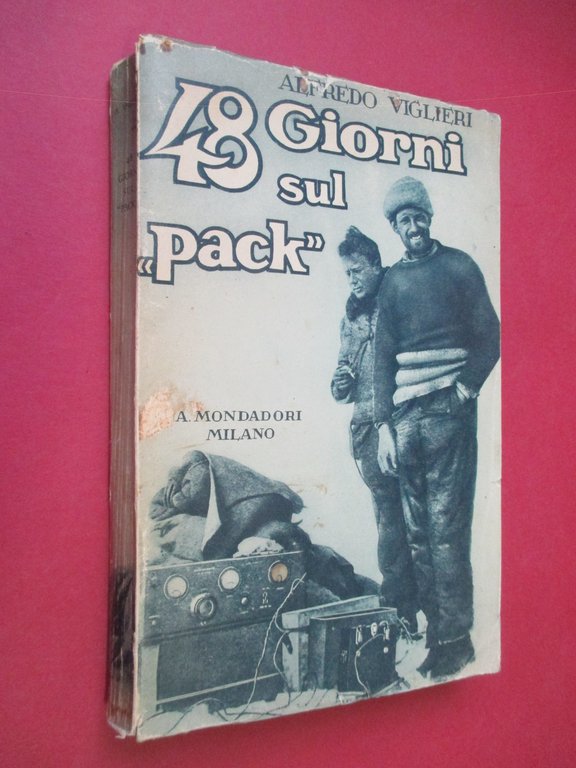 ALFREDO VIGLIERI
48 Giorni
sul
„pack”
A. MONDADORI
MILANO